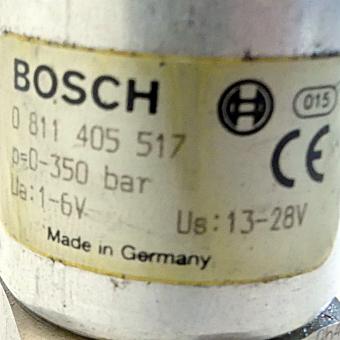 BOSCH
015
0 811 405 517
CE
p=0-350 bar
Ua:1-6V
Us:13-28V
Made in Germany